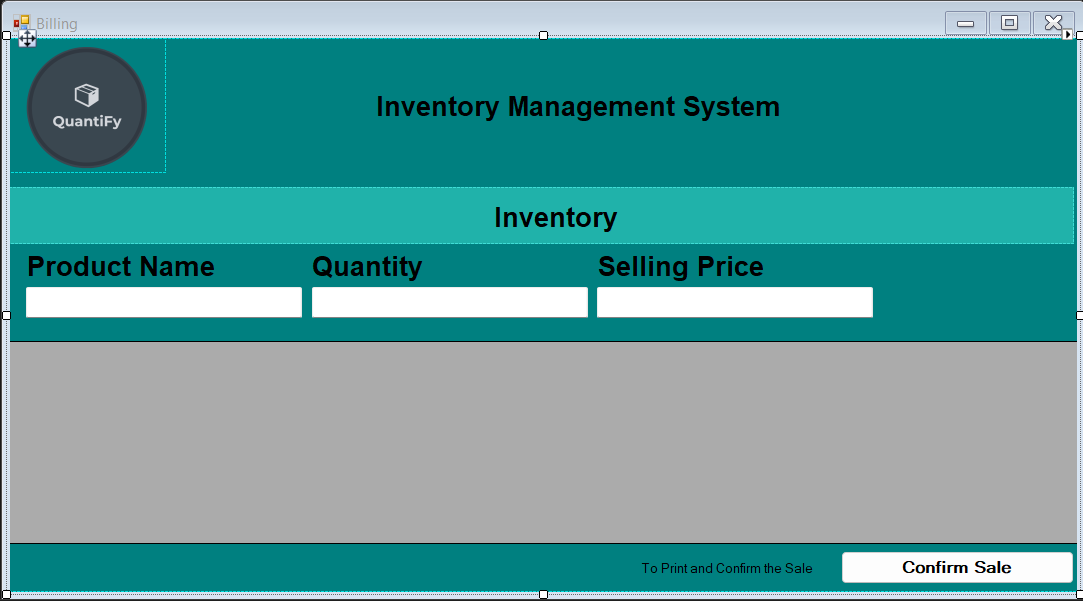 Billing
QuantiFy
Inventory Management System
Inventory
Product Name Quantity Selling Price
To Print and Confirm the Sale Confirm Sale